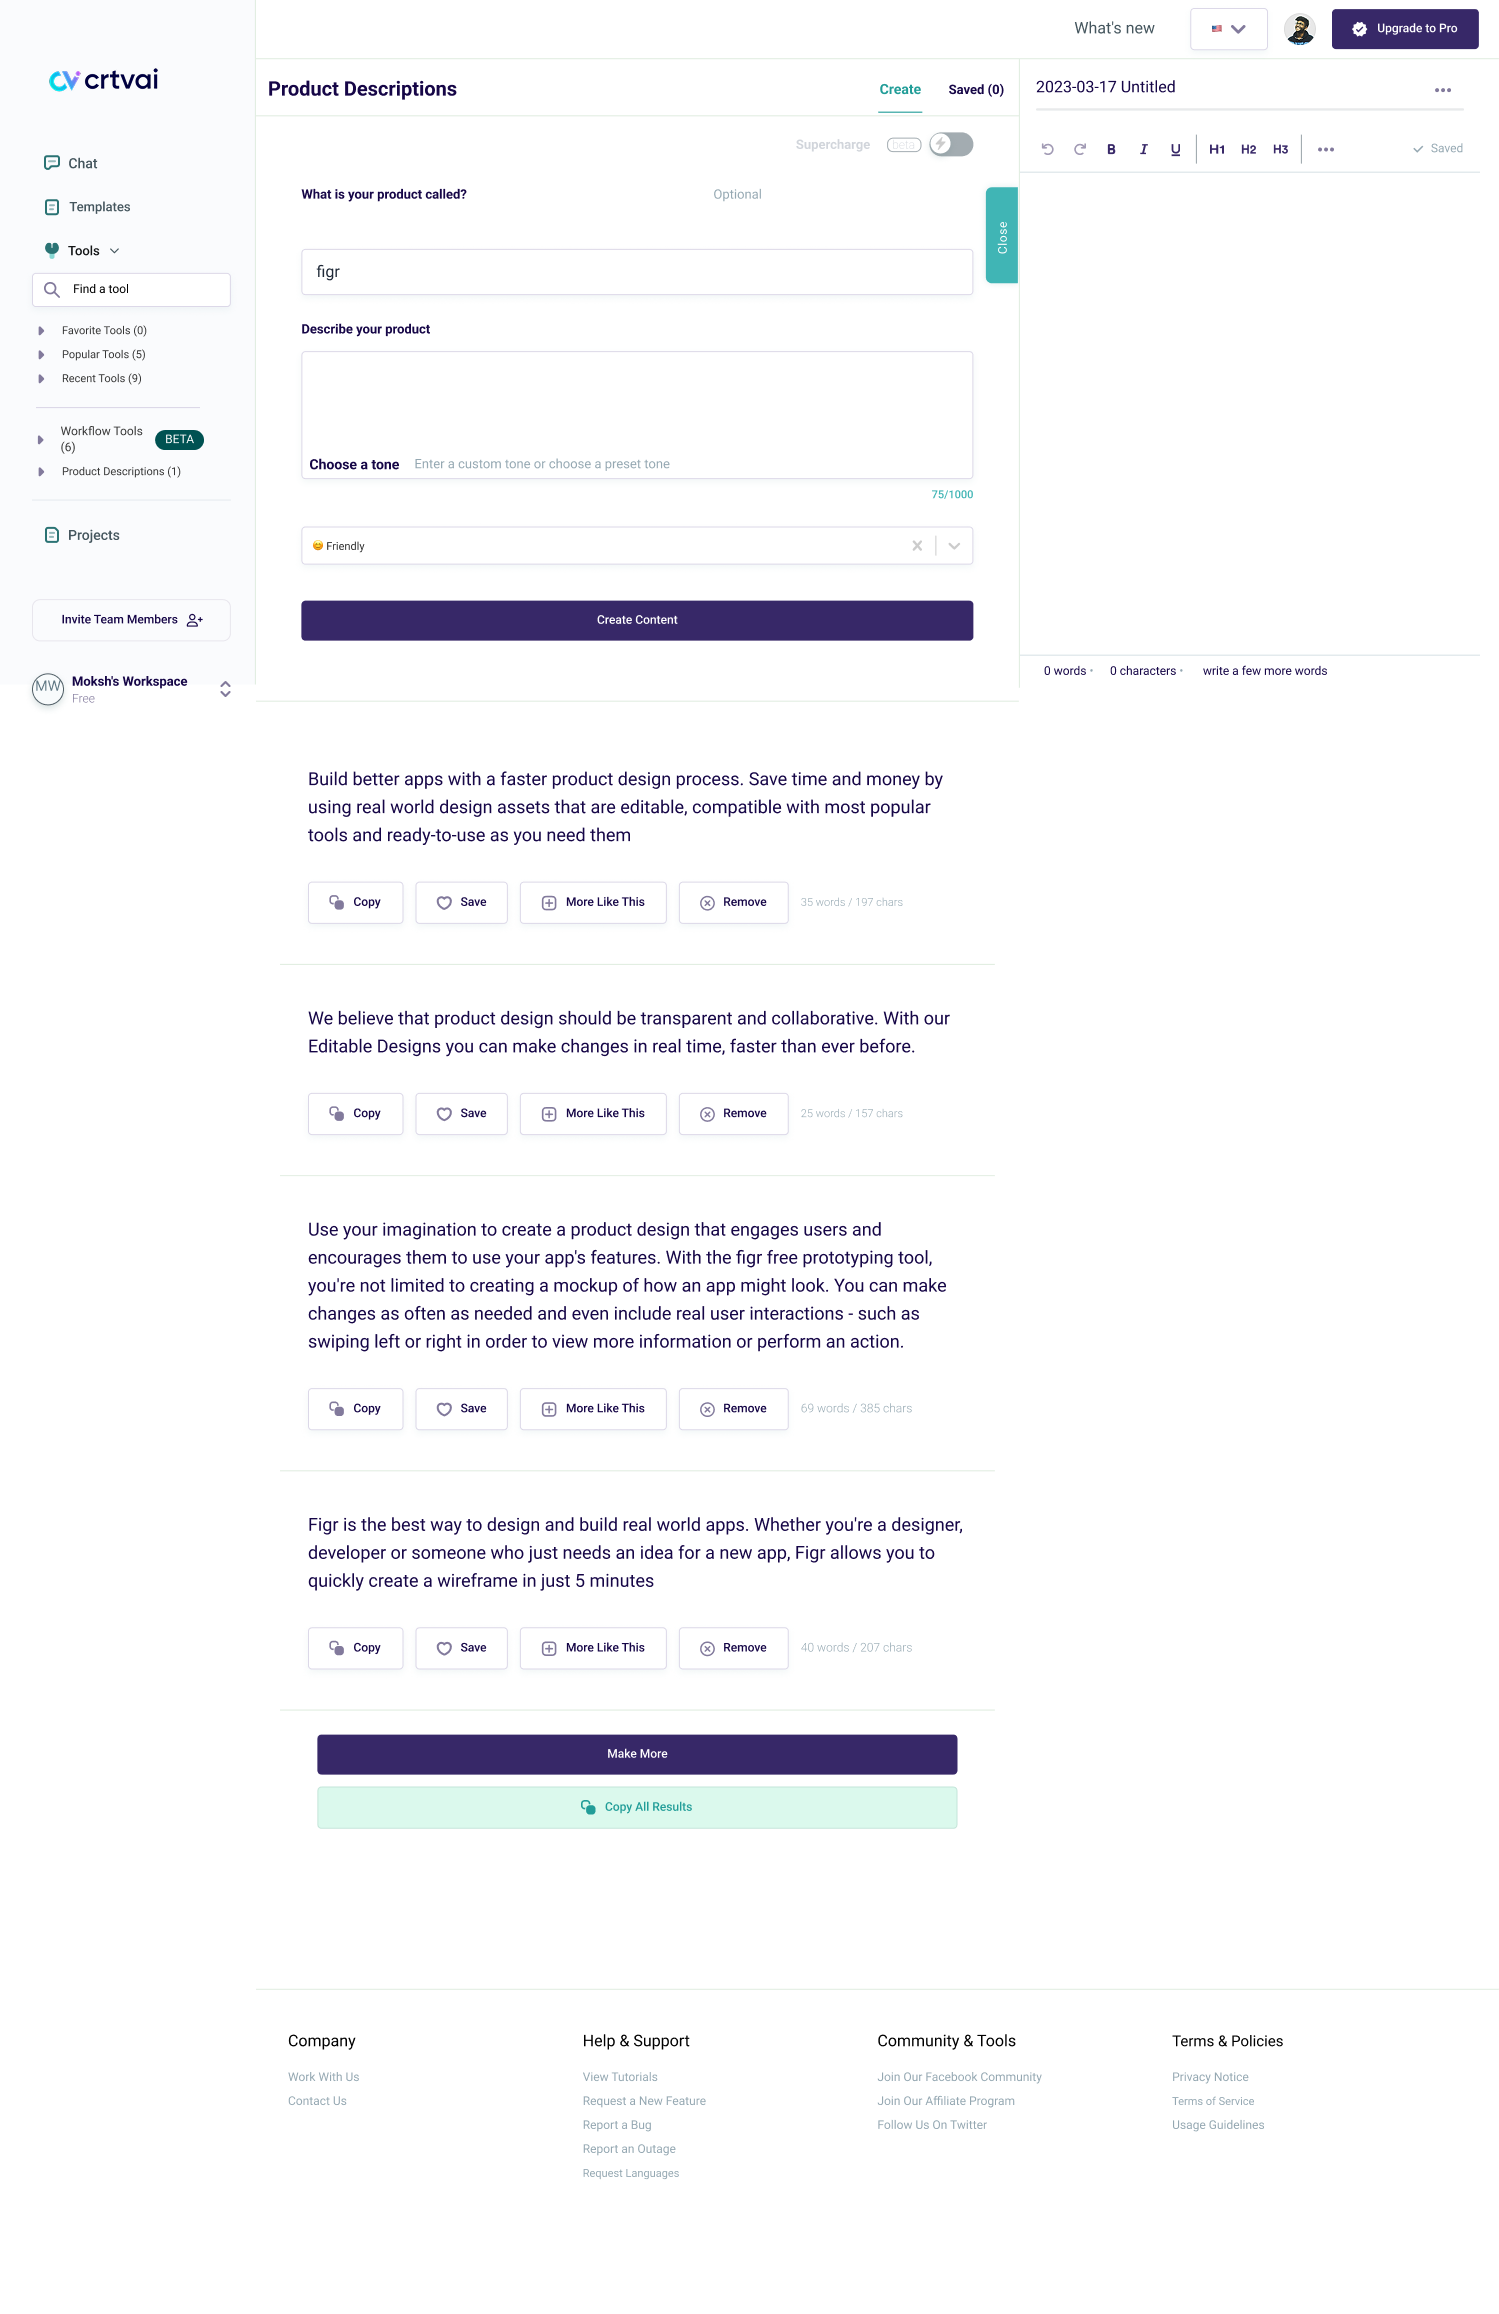 crtvai
Chat
Templates
Tools
Find a tool
Favorite Tools (0)
Popular Tools (5)
Recent Tools (9)
Workflow Tools
(6)
BETA
Product Descriptions (1)
Projects
Invite Team Members
MW
Moksh's Workspace
Free
What's new
Upgrade to Pro
Product Descriptions
Create
Saved (0)
Supercharge
beta
What is your product called?
Optional
figr
Close
Describe your product
Choose a tone
Enter a custom tone or choose a preset tone
75/1000
Friendly
Create Content
2023-03-17 Untitled
B I U H1 H2 H3
Saved
0 words
0 characters
write a few more words
Build better apps with a faster product design process. Save time and money by
using real world design assets that are editable, compatible with most popular
tools and ready-to-use as you need them
Copy
Save
More Like This
Remove
35 words / 197 chars
We believe that product design should be transparent and collaborative. With our
Editable Designs you can make changes in real time, faster than ever before.
Copy
Save
More Like This
Remove
25 words / 157 chars
Use your imagination to create a product design that engages users and
encourages them to use your app's features. With the figr free prototyping tool,
you're not limited to creating a mockup of how an app might look. You can make
changes as often as needed and even include real user interactions - such as
swiping left or right in order to view more information or perform an action.
Copy
Save
More Like This
Remove
69 words / 385 chars
Figr is the best way to design and build real world apps. Whether you're a designer,
developer or someone who just needs an idea for a new app, Figr allows you to
quickly create a wireframe in just 5 minutes
Copy
Save
More Like This
Remove
40 words / 207 chars
Make More
Copy All Results
Company
Work With Us
Contact Us
Help & Support
View Tutorials
Request a New Feature
Report a Bug
Report an Outage
Request Languages
Community & Tools
Join Our Facebook Community
Join Our Affiliate Program
Follow Us On Twitter
Terms & Policies
Privacy Notice
Terms of Service
Usage Guidelines